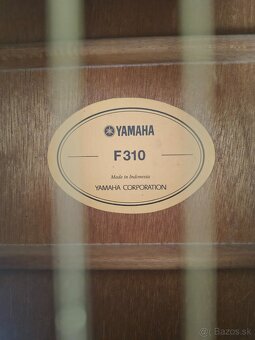 YAMAHA
F310
Made in Indonesia
YAMAHA CORPORATION
Bazos.sk